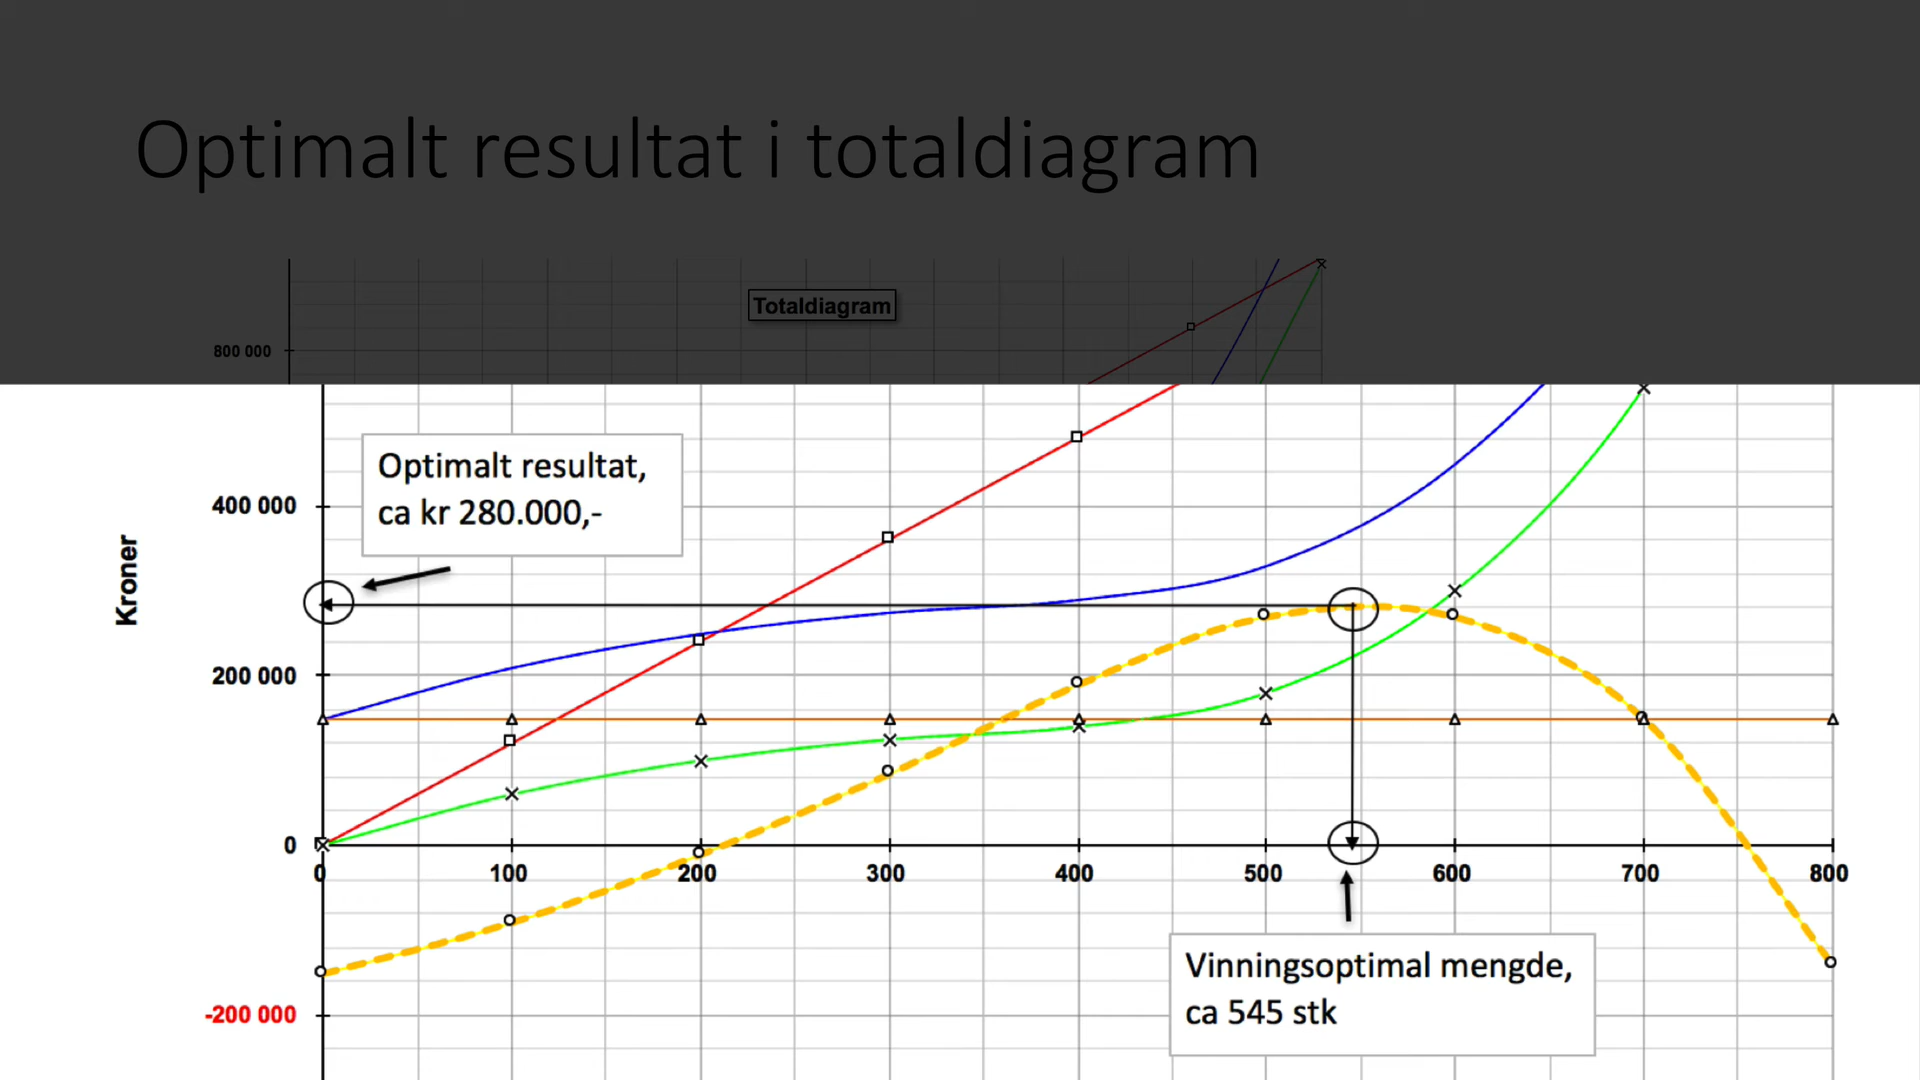 Optimalt resultat i totaldiagram
Totaldiagram
800 000
Optimalt resultat,
ca kr 280.000,-
400 000
Kroner
200 000
0
0 100 200 300 400 500 600 700 800
Vinningsoptimal mengde,
ca 545 stk
-200 000